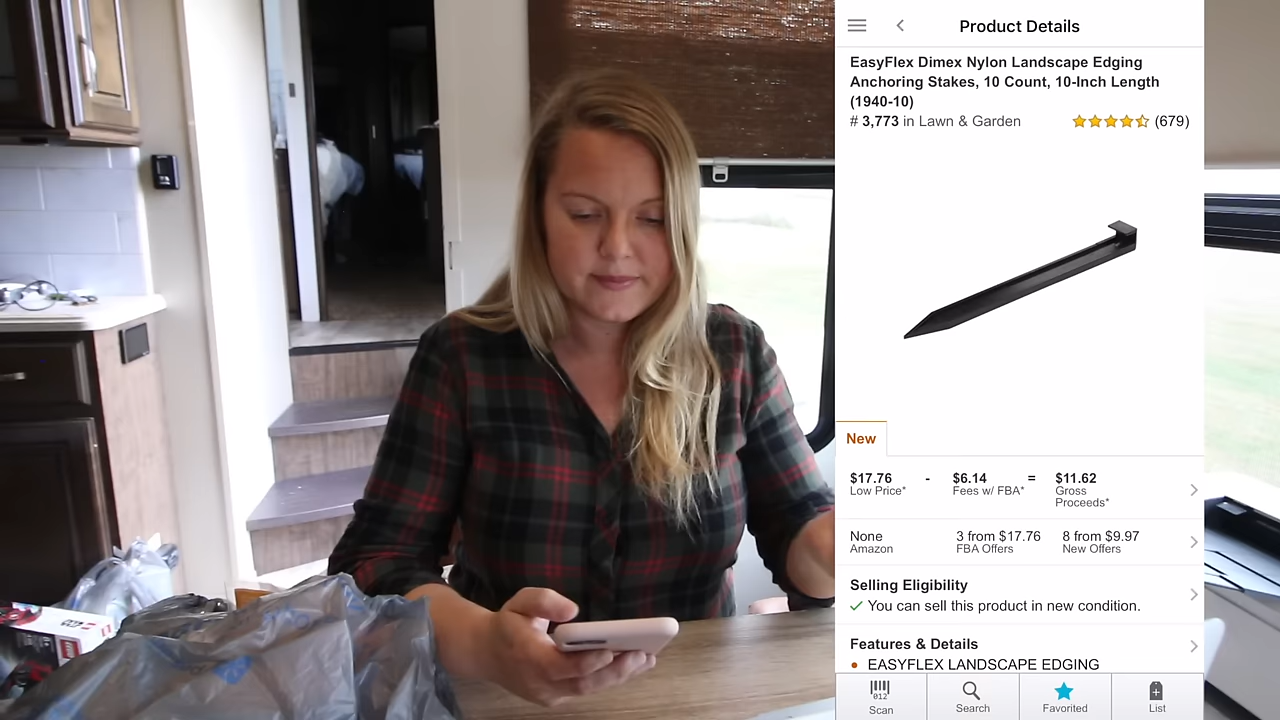 Product Details
EasyFlex Dimex Nylon Landscape Edging
Anchoring Stakes, 10 Count, 10-Inch Length
(1940-10)
# 3,773 in Lawn & Garden (679)
New
$17.76 - $6.14 = $11.62
Low Price* Fees w/ FBA* Gross
Proceeds*
None 3 from $17.76 8 from $9.97
Amazon FBA Offers New Offers
Selling Eligibility
You can sell this product in new condition.
Features & Details
• EASYFLEX LANDSCAPE EDGING
Scan Search Favorited List